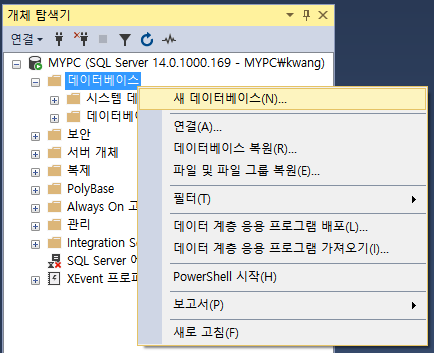 개체 탐색기
연결
MYPC (SQL Server 14.0.1000.169 - MYPC₩kwang)
데이터베이스
시스템 데
데이터베이
보안
서버 개체
복제
PolyBase
Always On 고
관리
Integration Se
SQL Server 에
XEvent 프로파
새 데이터베이스(N)...
연결(A)...
데이터베이스 복원(R)...
파일 및 파일 그룹 복원(E)...
필터(T)
데이터 계층 응용 프로그램 배포(L)...
데이터 계층 응용 프로그램 가져오기(I)...
PowerShell 시작(H)
보고서(P)
새로 고침(F)